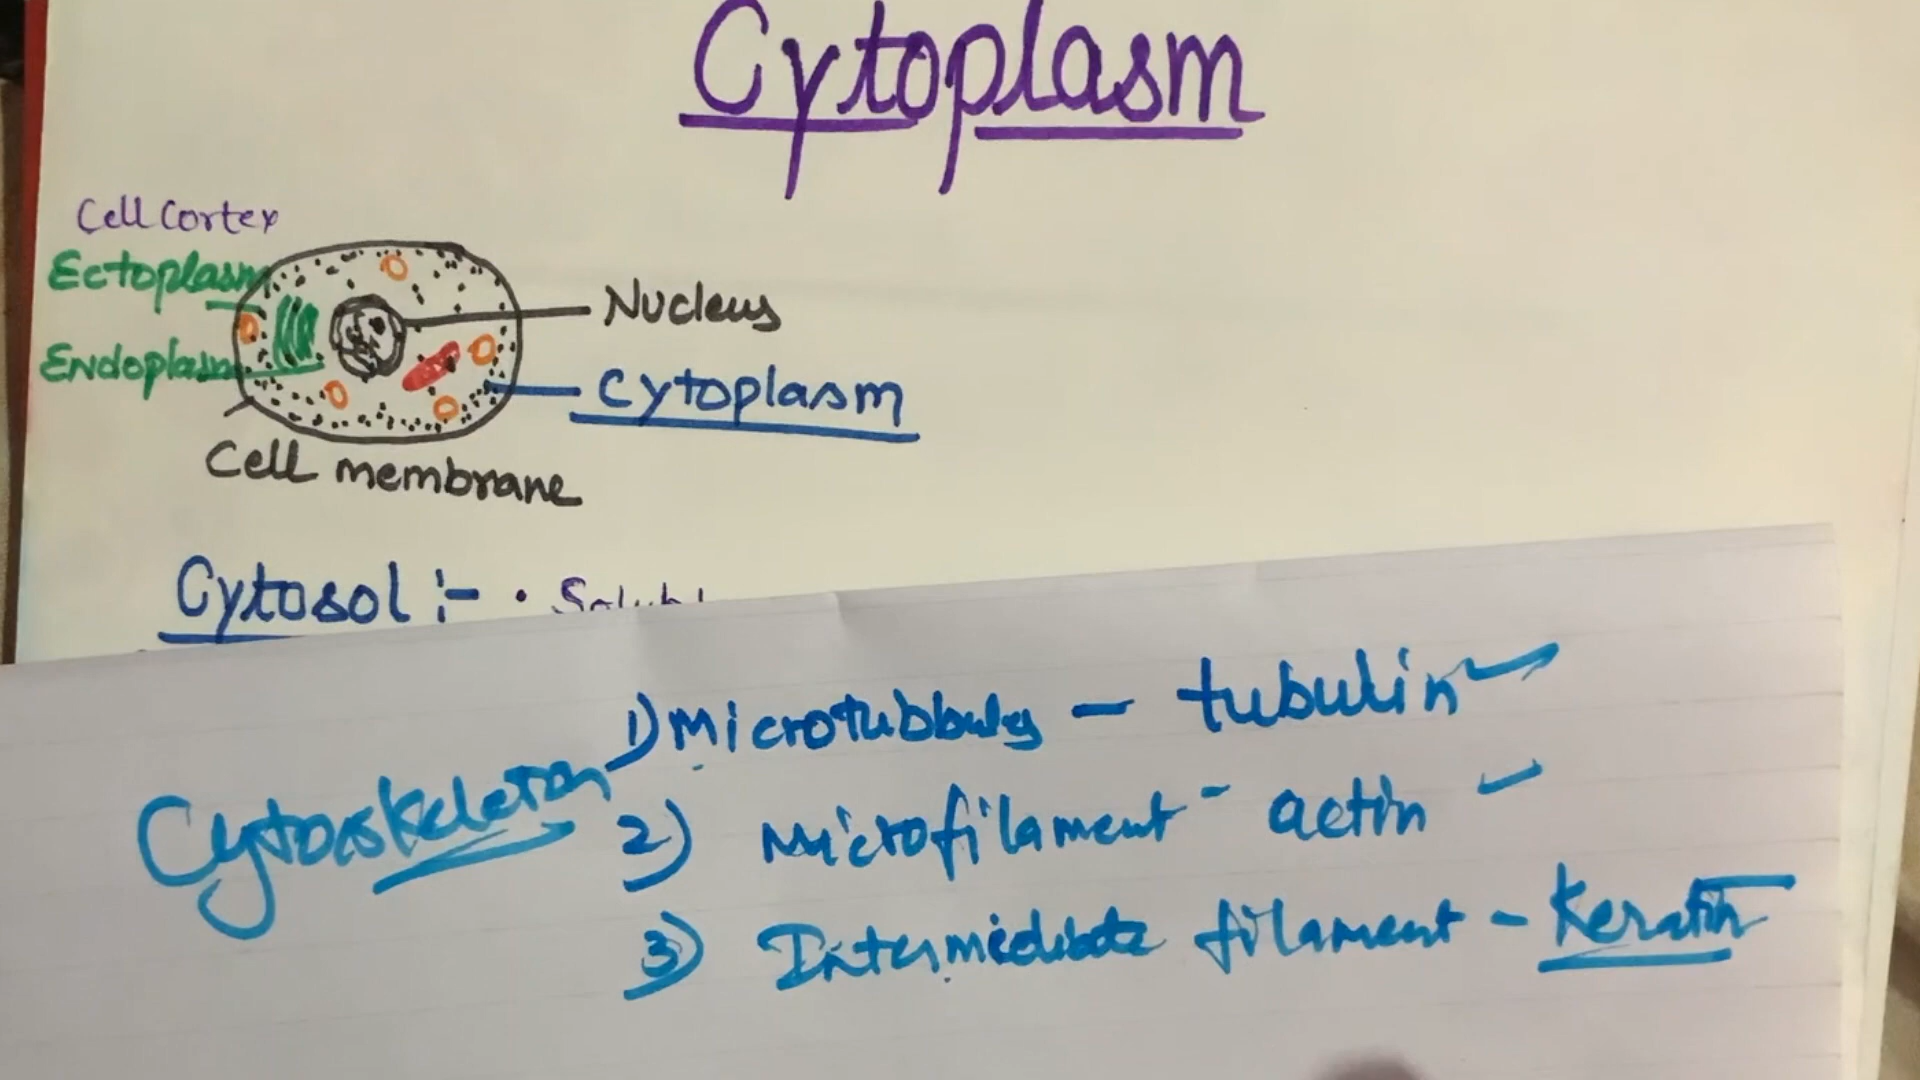 Cytoplasm
Cell Cortex
Ectoplasm
Nucleus
Endoplasm
Cytoplasm
Cell membrane
Cytosol :- •
1) Microtubbules - tubulin
Cytoskeleton
2) Microfilament - actin
3) Intermediate filament - Keratin